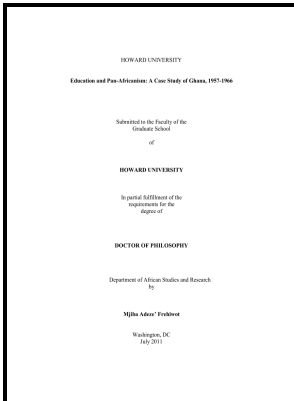 HOWARD UNIVERSITY
Education and Pan-Africanism: A Case Study of Ghana, 1957-1966
Submitted to the Faculty of the
Graduate School
of
HOWARD UNIVERSITY
In partial fulfillment of the
requirements for the
degree of
DOCTOR OF PHILOSOPHY
Department of African Studies and Research
by
Mjiba Adeze' Frehiwot
Washington, DC
July 2011